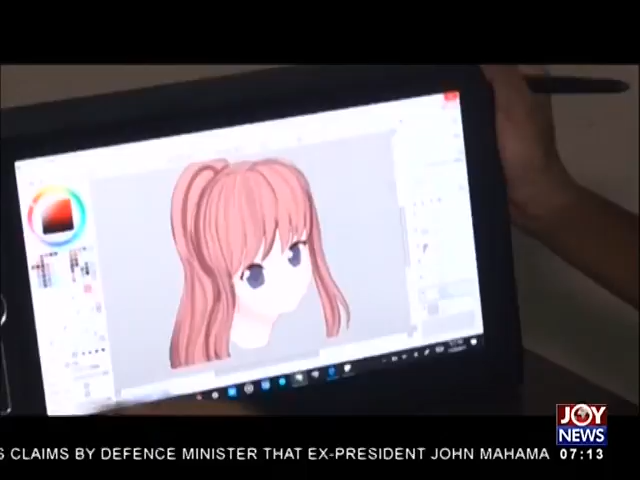 JOY
NEWS
S CLAIMS BY DEFENCE MINISTER THAT EX-PRESIDENT JOHN MAHAMA
07:13